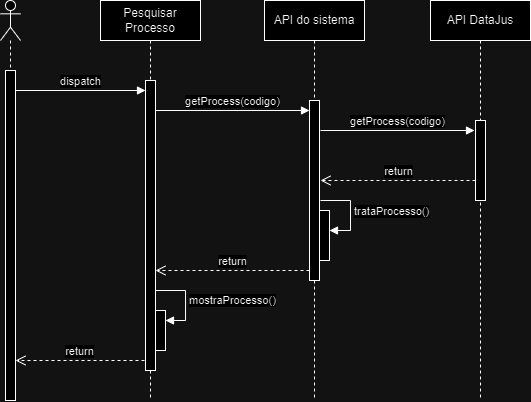 Pesquisar
Processo
API do sistema
API DataJus
dispatch
getProcess(codigo)
getProcess(codigo)
return
trataProcesso()
return
mostraProcesso()
return